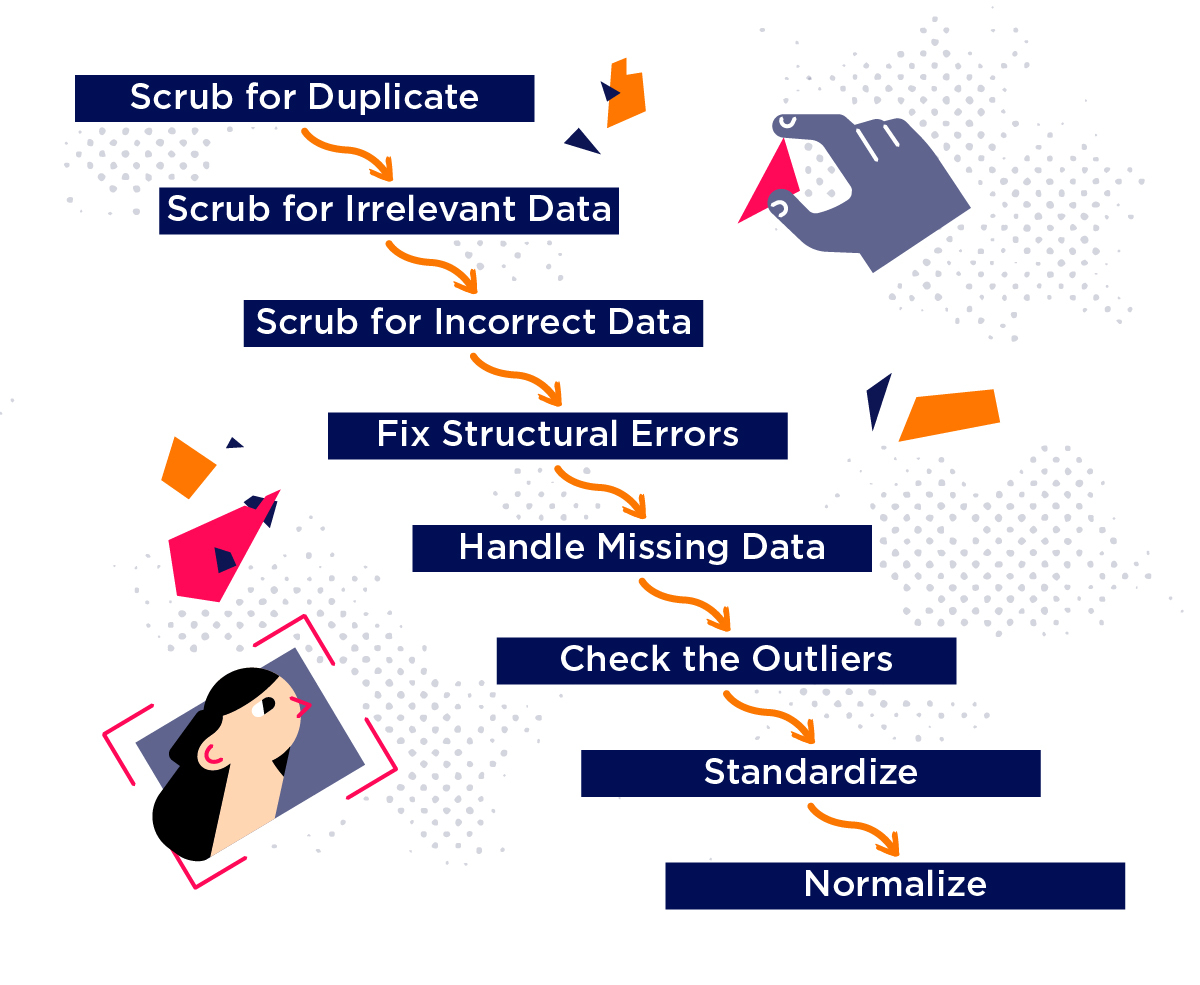 Scrub for Duplicate
Scrub for Irrelevant Data
Scrub for Incorrect Data
Fix Structural Errors
Handle Missing Data
Check the Outliers
Standardize
Normalize